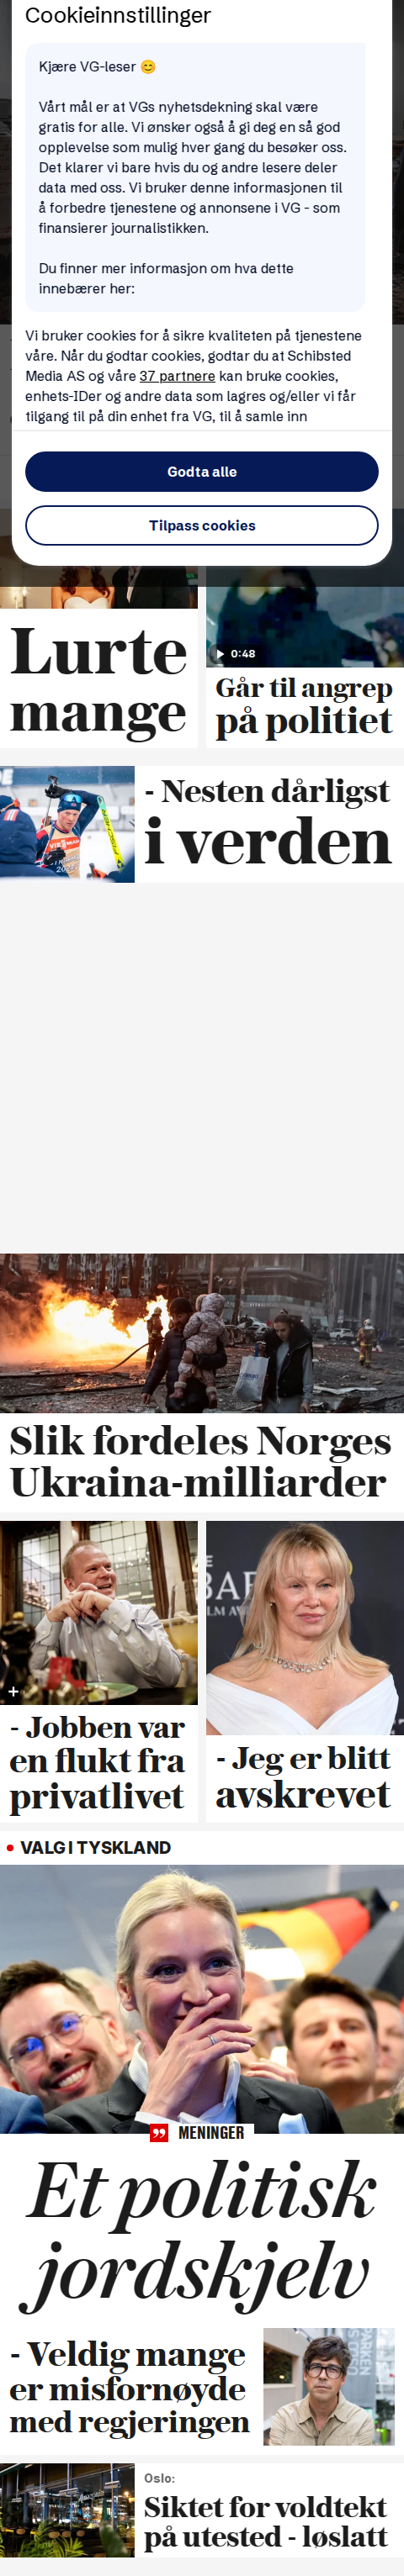 Cookieinnstillinger
Kjære VG-leser 😊
Vårt mål er at VGs nyhetsdekning skal være
gratis for alle. Vi ønsker også å gi deg en så god
opplevelse som mulig hver gang du besøker oss.
Det klarer vi bare hvis du og andre lesere deler
data med oss. Vi bruker denne informasjonen til
å forbedre tjenestene og annonsene i VG - som
finansierer journalistikken.
Du finner mer informasjon om hva dette
innebærer her:
Vi bruker cookies for å sikre kvaliteten på tjenestene
våre. Når du godtar cookies, godtar du at Schibsted
Media AS og våre 37 partnere kan bruke cookies,
enhets-IDer og andre data som lagres og/eller vi får
tilgang til på din enhet fra VG, til å samle inn
Godta alle
Tilpass cookies
Lurte
mange
0:48
Går til angrep
på politiet
- Nesten dårligst
i verden
Slik fordeles Norges
Ukraina-milliarder
- Jobben var
en flukt fra
privatlivet
- Jeg er blitt
avskrevet
VALG I TYSKLAND
MENINGER
Et politisk
jordskjelv
- Veldig mange
er misfornøyde
med regjeringen
Oslo:
Siktet for voldtekt
på utested - løslatt